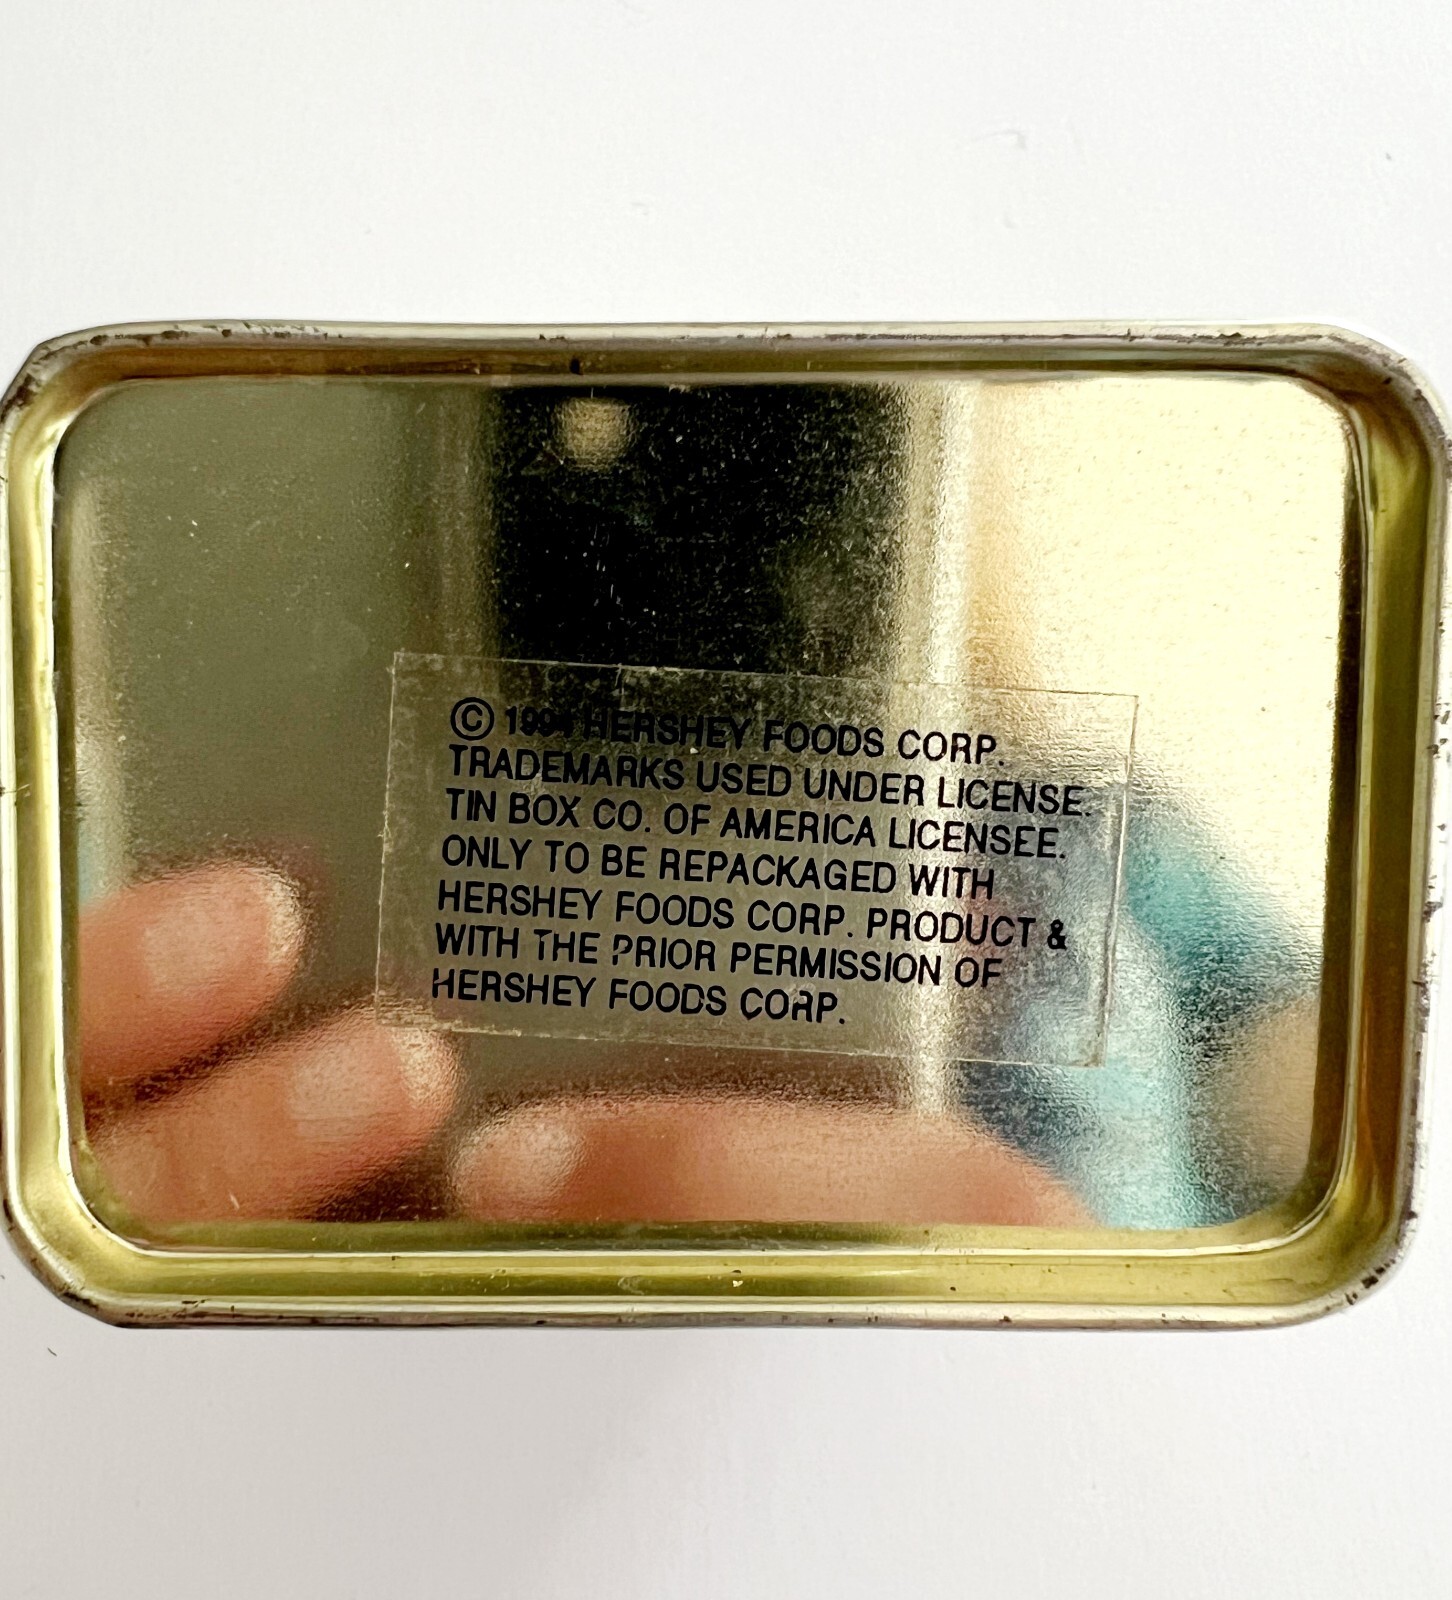 © 1994 HERSHEY FOODS CORP.
TRADEMARKS USED UNDER LICENSE.
TIN BOX CO. OF AMERICA LICENSEE.
ONLY TO BE REPACKAGED WITH
HERSHEY FOODS CORP. PRODUCT &
WITH THE PRIOR PERMISSION OF
HERSHEY FOODS CORP.